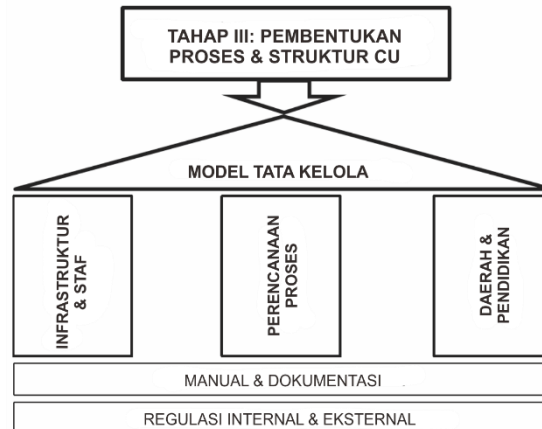 TAHAP III: PEMBENTUKAN
PROSES & STRUKTUR CU
MODEL TATA KELOLA
INFRASTRUKTUR
& STAF
PERENCANAAN
PROSES
DAERAH &
PENDIDIKAN
MANUAL & DOKUMENTASI
REGULASI INTERNAL & EKSTERNAL